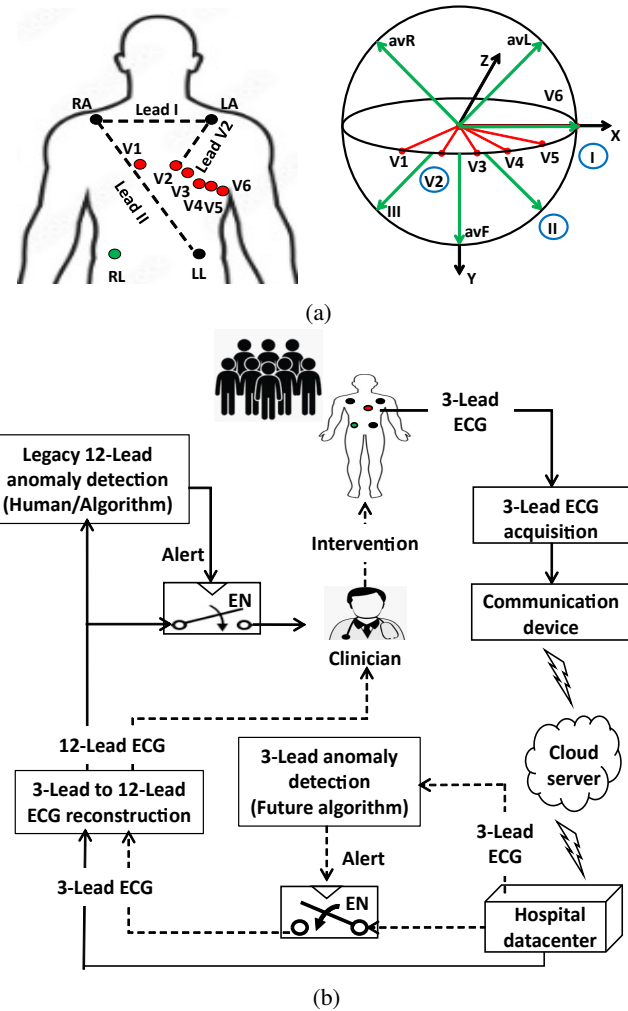 RA
Lead I
LA
Lead V2
V1
V2
V3
V4
V5
V6
Lead II
RL
LL
avR
avL
Z
V6
X
V1
V2
V3
V4
V5
I
III
II
avF
Y
(a)
3-Lead
ECG
Legacy 12-Lead
anomaly detection
(Human/Algorithm)
3-Lead ECG
acquisition
Alert
Intervention
EN
Communication
device
Clinician
12-Lead ECG
Cloud
server
3-Lead anomaly
detection
(Future algorithm)
3-Lead to 12-Lead
ECG reconstruction
3-Lead
ECG
Alert
3-Lead ECG
EN
Hospital
datacenter
(b)